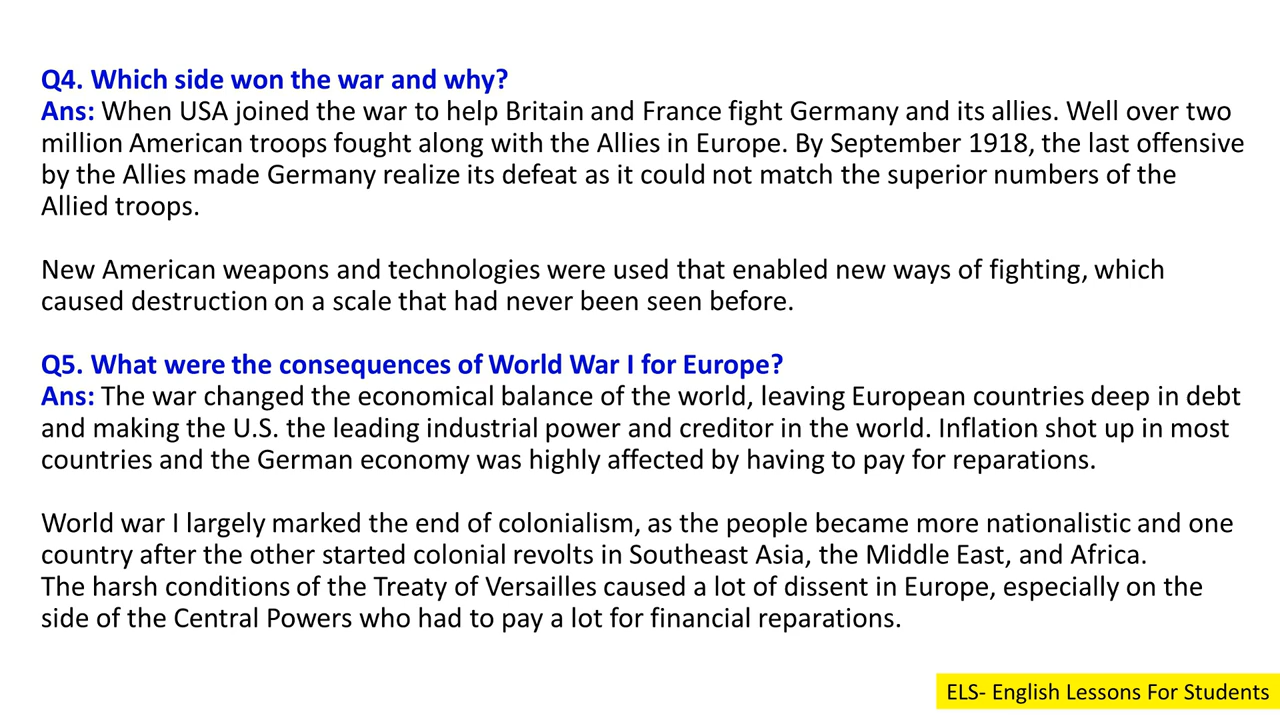 Q4. Which side won the war and why?
Ans: When USA joined the war to help Britain and France fight Germany and its allies. Well over two
million American troops fought along with the Allies in Europe. By September 1918, the last offensive
by the Allies made Germany realize its defeat as it could not match the superior numbers of the
Allied troops.
New American weapons and technologies were used that enabled new ways of fighting, which
caused destruction on a scale that had never been seen before.
Q5. What were the consequences of World War I for Europe?
Ans: The war changed the economical balance of the world, leaving European countries deep in debt
and making the U.S. the leading industrial power and creditor in the world. Inflation shot up in most
countries and the German economy was highly affected by having to pay for reparations.
World war I largely marked the end of colonialism, as the people became more nationalistic and one
country after the other started colonial revolts in Southeast Asia, the Middle East, and Africa.
The harsh conditions of the Treaty of Versailles caused a lot of dissent in Europe, especially on the
side of the Central Powers who had to pay a lot for financial reparations.
ELS- English Lessons For Students